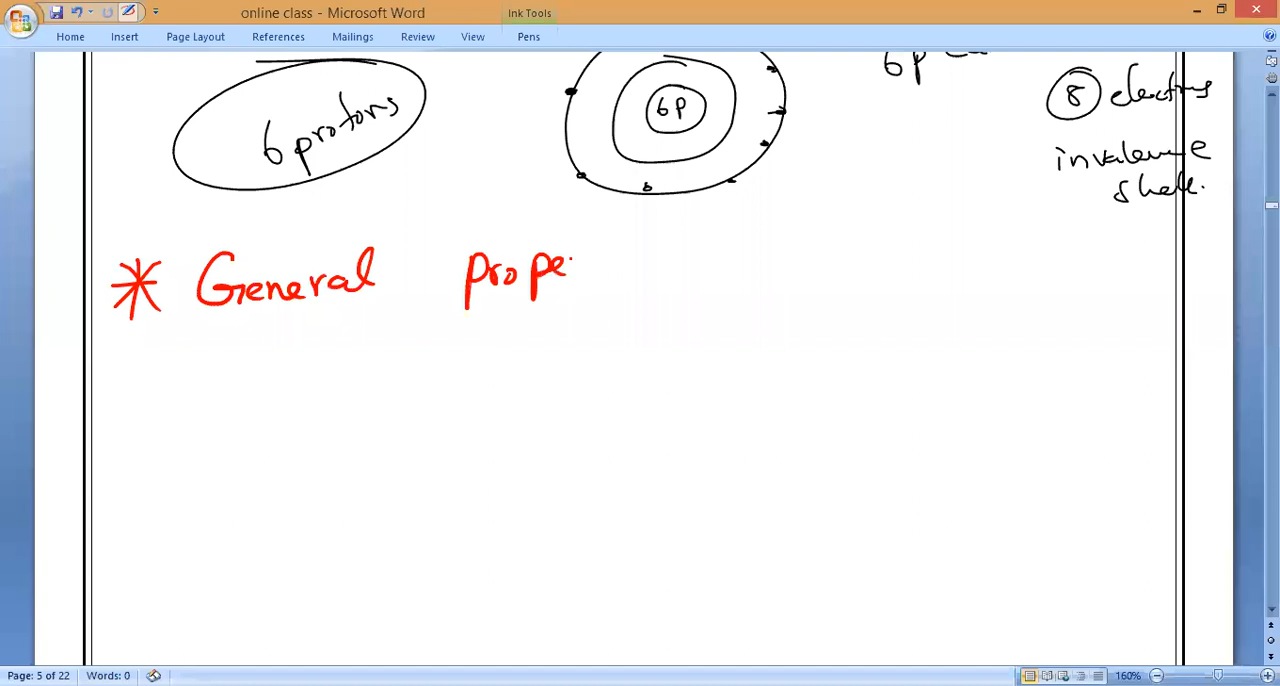 online class - Microsoft Word
Ink Tools
Home Insert Page Layout References Mailings Review View Pens
6 protons
6p
6p
8 electrons
in valence
shell.
* General prope
Page: 5 of 22 Words: 0
160%